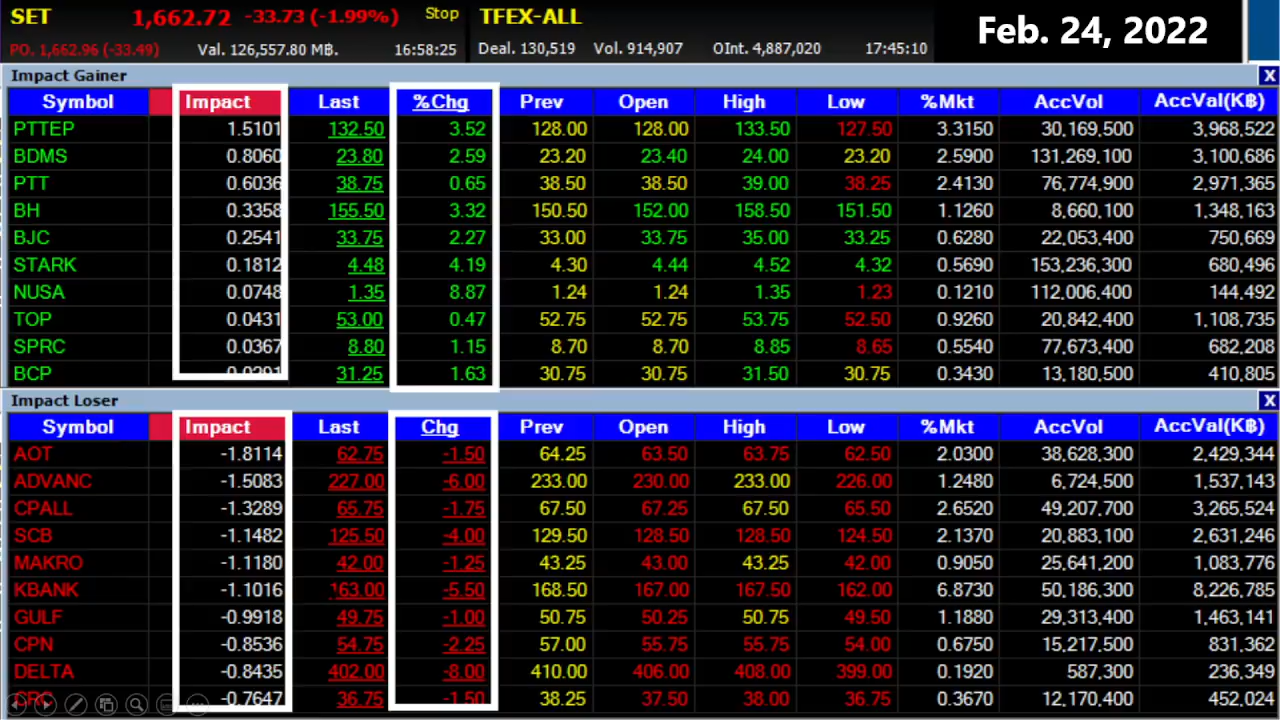 SET 1,662.72 -33.73 (-1.99%) Stop TFEX-ALL Feb. 24, 2022
PO. 1,662.96 (-33.49) Val. 126,557.80 MB. 16:58:25 Deal. 130,519 Vol. 914,907 OInt. 4,887,020 17:45:10
Impact Gainer X
Symbol Impact Last %Chg Prev Open High Low %Mkt AccVol AccVal(K฿)
PTTEP 1.5101 132.50 3.52 128.00 128.00 133.50 127.50 3.3150 30,169,500 3,968,522
BDMS 0.8060 23.80 2.59 23.20 23.40 24.00 23.20 2.5900 131,269,100 3,100,686
PTT 0.6036 38.75 0.65 38.50 38.50 39.00 38.25 2.4130 76,774,900 2,971,365
BH 0.3358 155.50 3.32 150.50 152.00 158.50 151.50 1.1260 8,660,100 1,348,163
BJC 0.2541 33.75 2.27 33.00 33.75 35.00 33.25 0.6280 22,053,400 750,669
STARK 0.1812 4.48 4.19 4.30 4.44 4.52 4.32 0.5690 153,236,300 680,496
NUSA 0.0748 1.35 8.87 1.24 1.24 1.35 1.23 0.1210 112,006,400 144,492
TOP 0.0431 53.00 0.47 52.75 52.75 53.75 52.50 0.9260 20,842,400 1,108,735
SPRC 0.0367 8.80 1.15 8.70 8.70 8.85 8.65 0.5540 77,673,400 682,208
BCP 31.25 1.63 30.75 30.75 31.50 30.75 0.3430 13,180,500 410,805
Impact Loser X
Symbol Impact Last Chg Prev Open High Low %Mkt AccVol AccVal(K฿)
AOT -1.8114 62.75 -1.50 64.25 63.50 63.75 62.50 2.0300 38,628,300 2,429,344
ADVANC -1.5083 227.00 -6.00 233.00 230.00 233.00 226.00 1.2480 6,724,500 1,537,143
CPALL -1.3289 65.75 -1.75 67.50 67.25 67.50 65.50 2.6520 49,207,700 3,265,524
SCB -1.1482 125.50 -4.00 129.50 128.50 128.50 124.50 2.1370 20,883,100 2,631,246
MAKRO -1.1180 42.00 -1.25 43.25 42.50 43.25 42.00 0.9050 25,641,200 1,083,776
KBANK -1.1016 163.00 -5.50 168.50 167.00 167.50 162.00 6.8730 50,186,300 8,226,785
GULF -0.9918 49.75 -1.00 50.75 50.25 50.75 49.50 1.1880 29,313,400 1,463,141
CPN -0.8536 54.75 -2.25 57.00 55.75 55.75 54.00 0.6750 15,217,500 831,362
DELTA -0.8435 402.00 -8.00 410.00 406.00 408.00 399.00 0.1920 587,300 236,349
CRC -0.7647 36.75 -1.50 38.25 37.50 38.00 36.75 0.3670 12,170,400 452,024